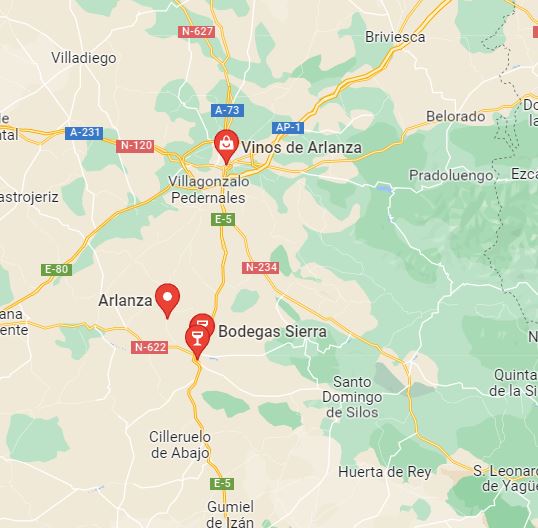 N-627
Briviesca
Villadiego
A-73
de
ntal
A-231
AP-1
Belorado
Do
la
N-120
Vinos de Arlanza
Pradoluengo
Ezca
Villagonzalo
Pedernales
astrojeriz
E-5
E-80
N-234
Arlanza
ana
ente
Bodegas Sierra
N-622
N
Santo
Domingo
de Silos
Quinta
de la Si
Cilleruelo
de Abajo
Huerta de Rey
S. Leonard
de Yagüe
E-5
Gumiel
de Izán